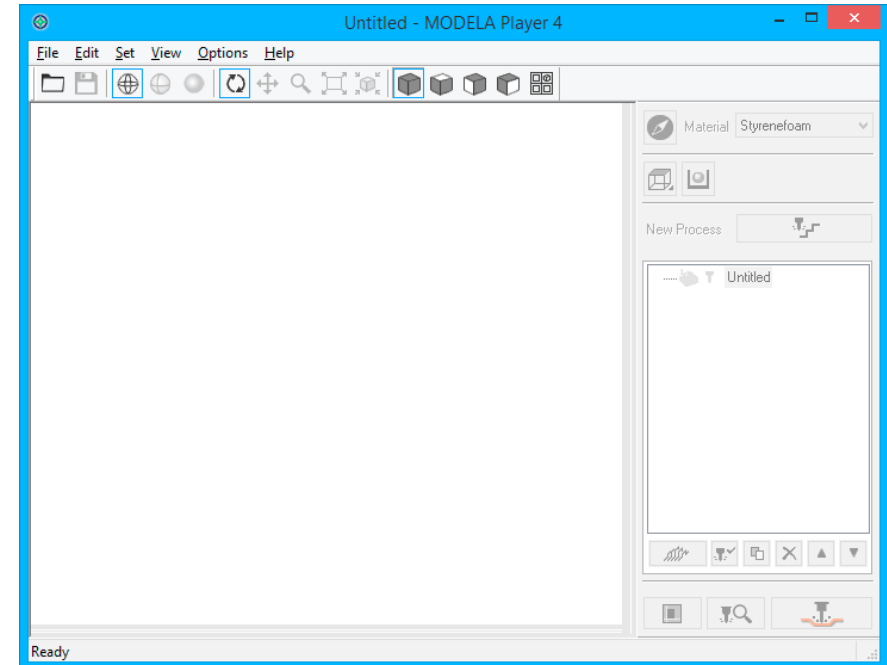 Untitled - MODELA Player 4
File Edit Set View Options Help
Material Styrenefoam
New Process
Untitled
Ready